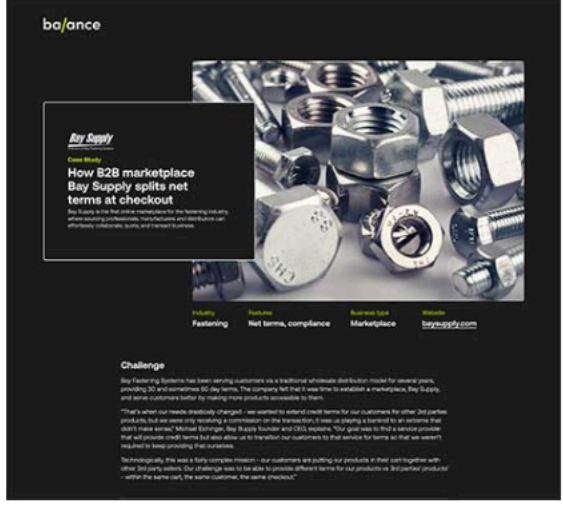 balance
Bay Supply
Case Study
How B2B marketplace
Bay Supply splits net
terms at checkout
Bay Supply is the first online marketplace for the fastening industry,
where sourcing professionals, manufacturers and distributors can
effortlessly collaborate, quote, and transact business.
Industry Features Business type Website
Fastening Net terms, compliance Marketplace baysupply.com
Challenge
Bay Fastening Systems has been serving customers via a traditional wholesale distribution model for several years,
providing 30 and sometimes 60 day terms. The company felt that it was time to establish a marketplace, Bay Supply,
and serve customers better by making more products accessible to them.
"That's when our needs drastically changed - we wanted to extend credit terms for our customers for other 3rd parties
products, but we were only receiving a commission on the transaction, it was us playing a banker to an extreme that
didn't make sense," Michael Eichinger, Bay Supply founder and CEO, explains. "Our goal was to find a service provider
that will provide credit terms but also allow us to transition our customers to that service for terms so that we weren't
required to keep providing that ourselves.
Technologically, this was a fairly complex mission - our customers are putting our products in their cart together with
other 3rd party sellers. Our challenge was to be able to provide different terms for our products vs 3rd parties' products'
- within the same cart, the same customer, the same checkout."